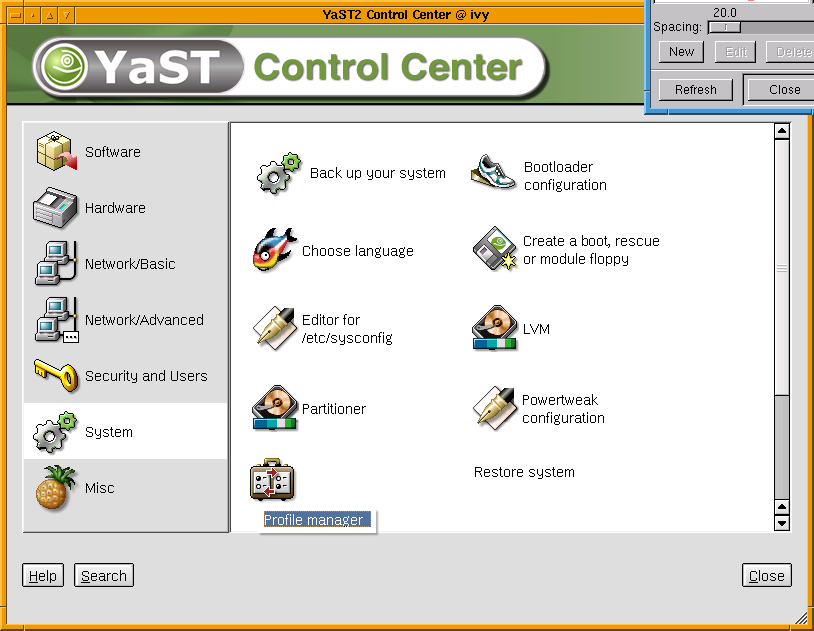 YaST2 Control Center @ ivy
20.0
Spacing:
New
Edit
Delete
Refresh
Close
YaST Control Center
Software
Hardware
Network/Basic
Network/Advanced
Security and Users
System
Misc
Back up your system
Bootloader
configuration
Choose language
Create a boot, rescue
or module floppy
Editor for
/etc/sysconfig
LVM
Partitioner
Powertweak
configuration
Profile manager
Restore system
Help
Search
Close